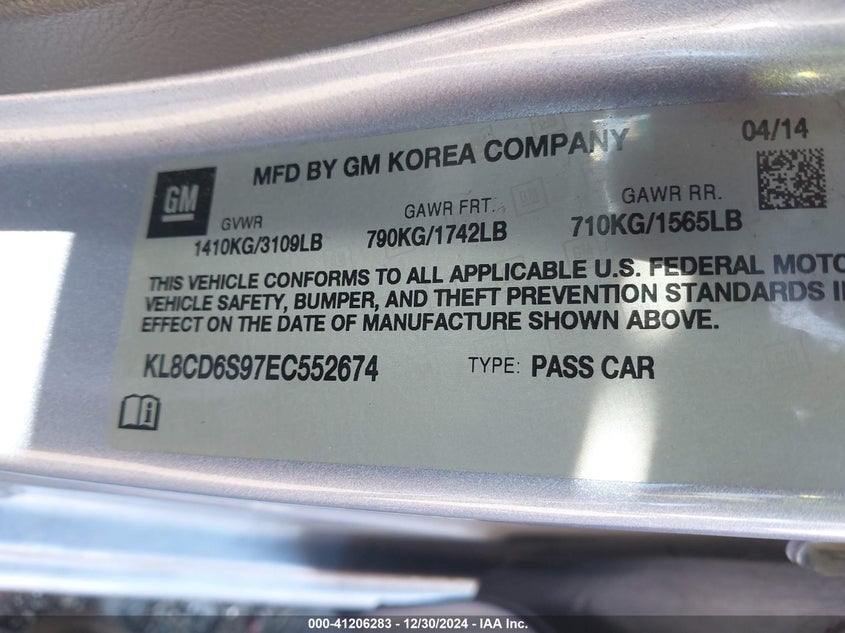 MFD BY GM KOREA COMPANY
04/14
GM
GVWR
1410KG/3109LB
GAWR FRT.
790KG/1742LB
GAWR RR.
710KG/1565LB
THIS VEHICLE CONFORMS TO ALL APPLICABLE U.S. FEDERAL MOTO
VEHICLE SAFETY, BUMPER, AND THEFT PREVENTION STANDARDS I
EFFECT ON THE DATE OF MANUFACTURE SHOWN ABOVE.
KL8CD6S97EC552674
TYPE: PASS CAR
000-41206283 - 12/30/2024 - IAA Inc.